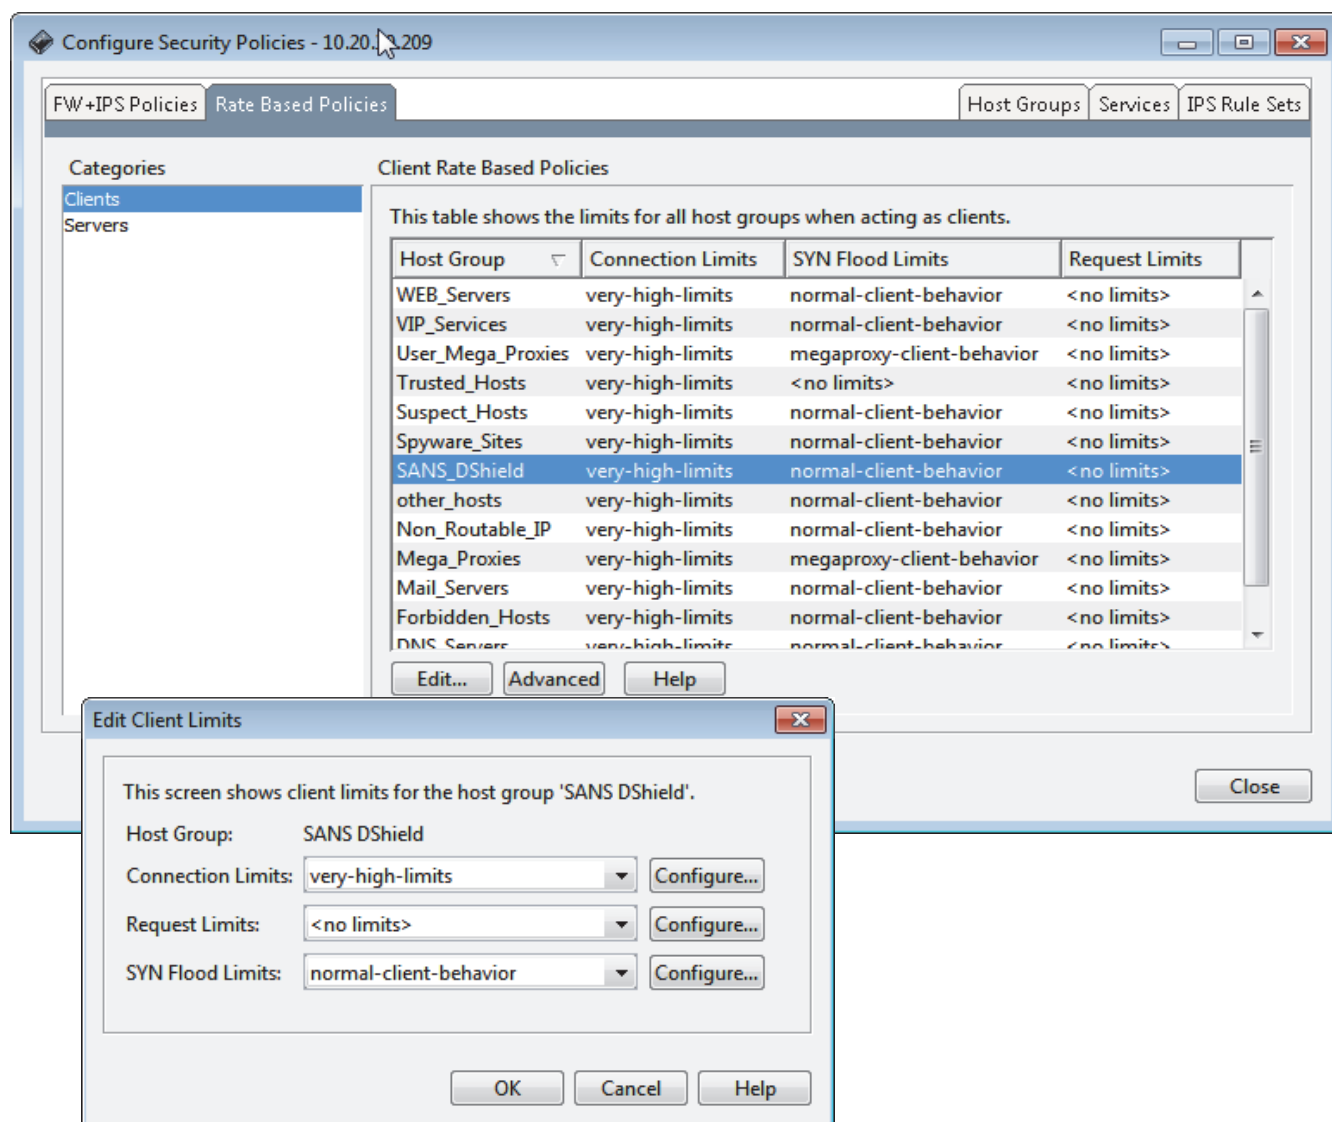 Configure Security Policies - 10.20. .209
FW+IPS Policies Rate Based Policies Host Groups Services IPS Rule Sets
Categories Client Rate Based Policies
Clients
Servers
This table shows the limits for all host groups when acting as clients.
Host Group Connection Limits SYN Flood Limits Request Limits
WEB_Servers very-high-limits normal-client-behavior <no limits>
VIP_Services very-high-limits normal-client-behavior <no limits>
User_Mega_Proxies very-high-limits megaproxy-client-behavior <no limits>
Trusted_Hosts very-high-limits <no limits> <no limits>
Suspect_Hosts very-high-limits normal-client-behavior <no limits>
Spyware_Sites very-high-limits normal-client-behavior <no limits>
SANS_DShield very-high-limits normal-client-behavior <no limits>
other_hosts very-high-limits normal-client-behavior <no limits>
Non_Routable_IP very-high-limits normal-client-behavior <no limits>
Mega_Proxies very-high-limits megaproxy-client-behavior <no limits>
Mail_Servers very-high-limits normal-client-behavior <no limits>
Forbidden_Hosts very-high-limits normal-client-behavior <no limits>
DNS_Servers very-high-limits normal-client-behavior <no limits>
Edit... Advanced Help
Edit Client Limits
This screen shows client limits for the host group 'SANS DShield'.
Close
Host Group: SANS DShield
Connection Limits: very-high-limits Configure...
Request Limits: <no limits> Configure...
SYN Flood Limits: normal-client-behavior Configure...
OK Cancel Help